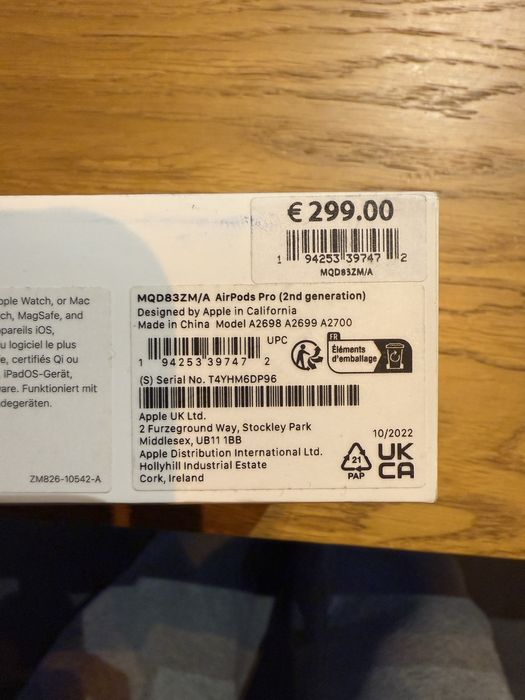 € 299.00
1 94253 39747 2
MQD83ZM/A
pple Watch, or Mac
ch, MagSafe, and
pareils iOS,
u logiciel le plus
e, certifiés Qi ou
iPadOS-Gerät,
are. Funktioniert mit
degeräten.
ZM826-10542-A
MQD83ZM/A AirPods Pro (2nd generation)
Designed by Apple in California
Made in China Model A2698 A2699 A2700
1 94253 39747 2
UPC
FR
Éléments
d'emballage
(S) Serial No. T4YHM6DP96
Apple UK Ltd.
2 Furzeground Way, Stockley Park
Middlesex, UB11 1BB
Apple Distribution International Ltd.
Hollyhill Industrial Estate
Cork, Ireland
10/2022
21
PAP
UK
CA